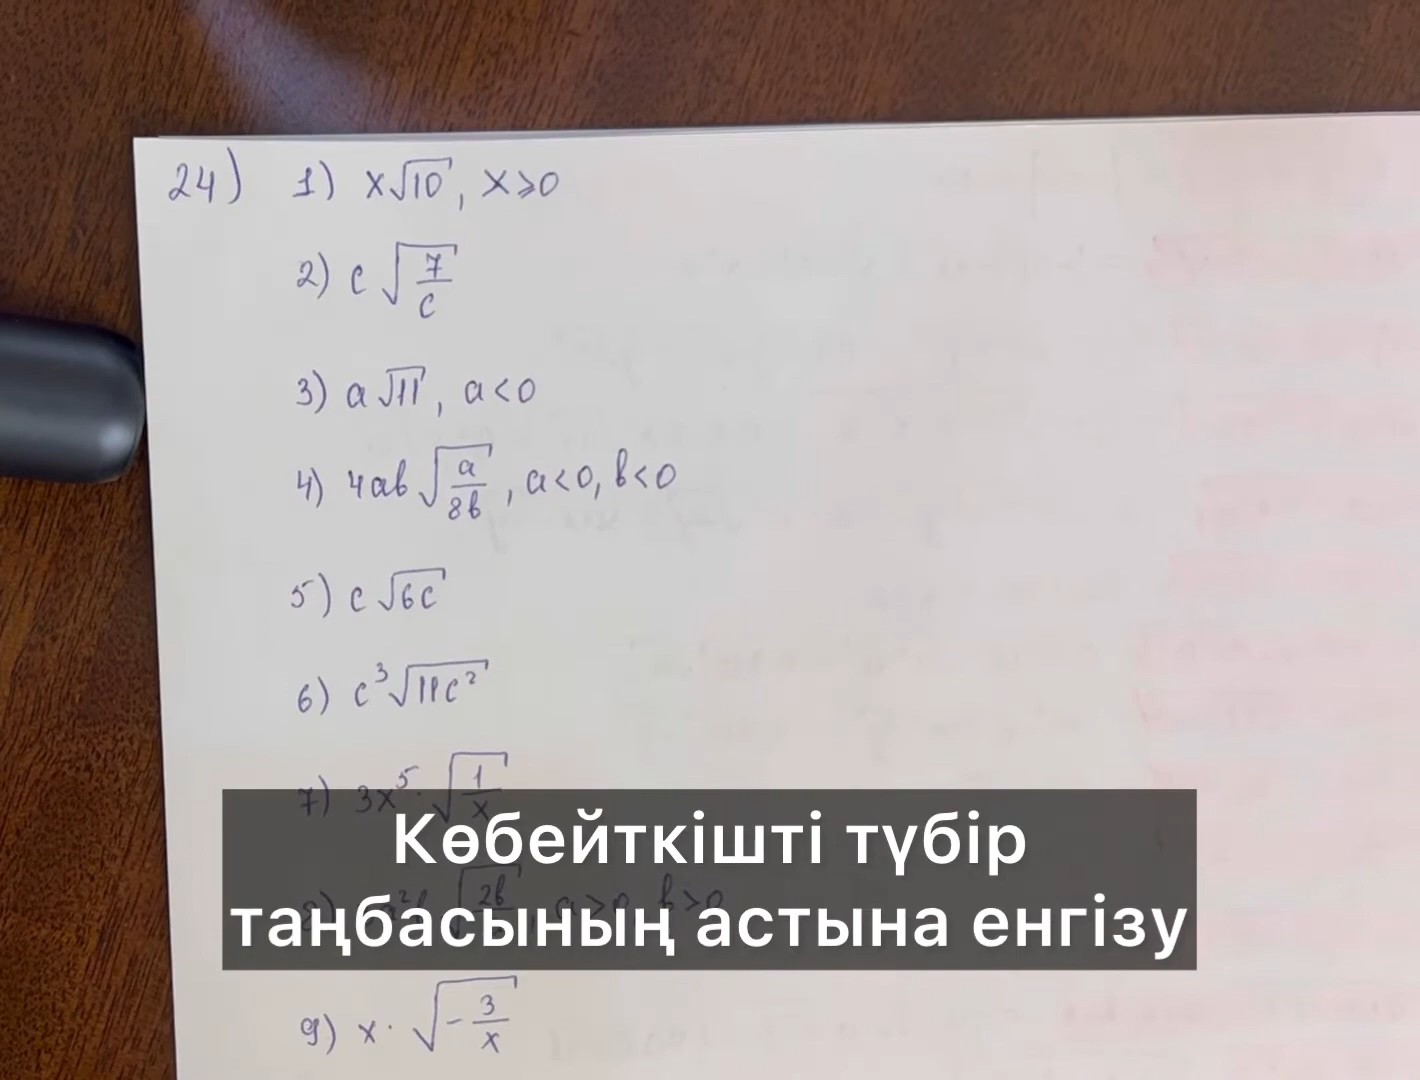 24) 1) x√10, x⩾0
2) c √(7/c)
3) a √11, a<0
4) 4ab √(a/8b), a<0, b<0
5) c √6c
6) c³√11c²
7) 3x⁵· √(1/x)
Көбейткішті түбір
таңбасының астына енгізу
9) x· √(-3/x)